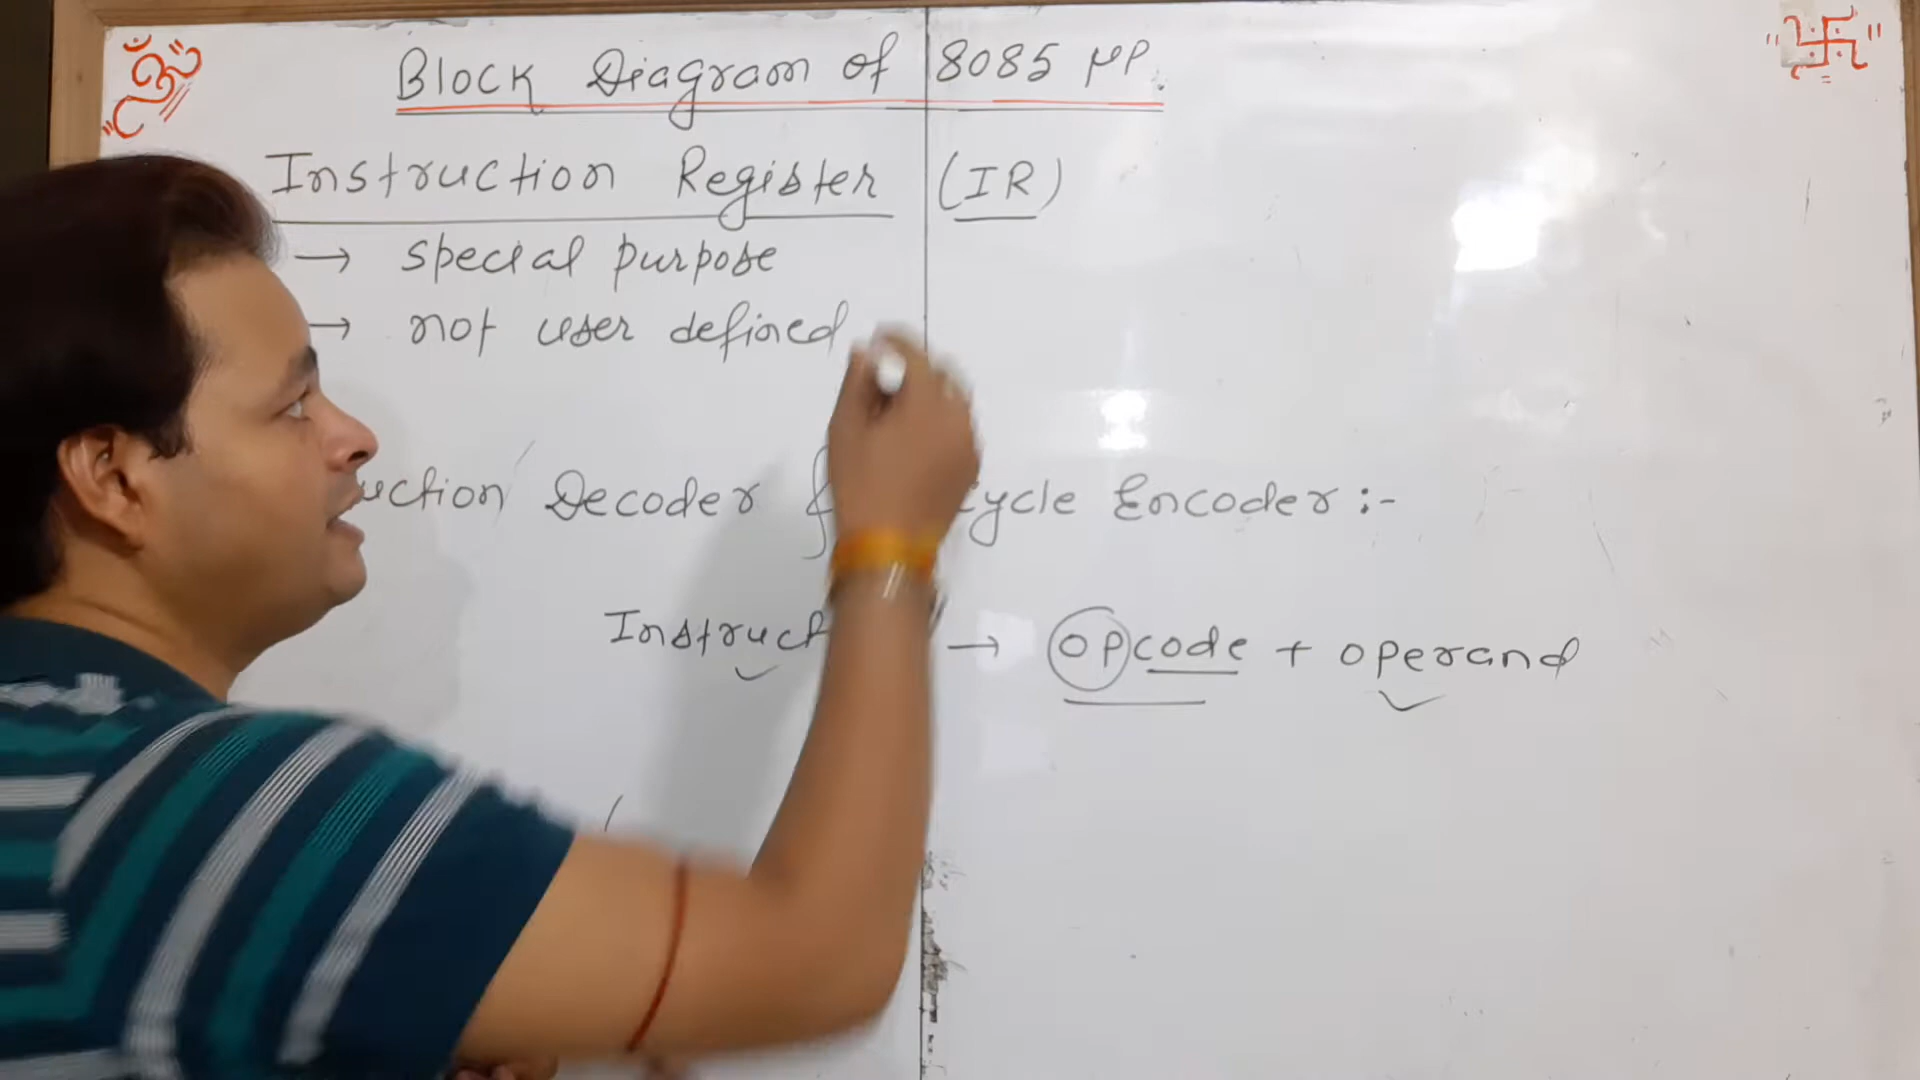 ॐ
Block Diagram of 8085 μP.
Instruction Register (IR)
→ special purpose
→ not user defined
uction Decoder & ycle Encoder :-
Instruct → opcode + operand